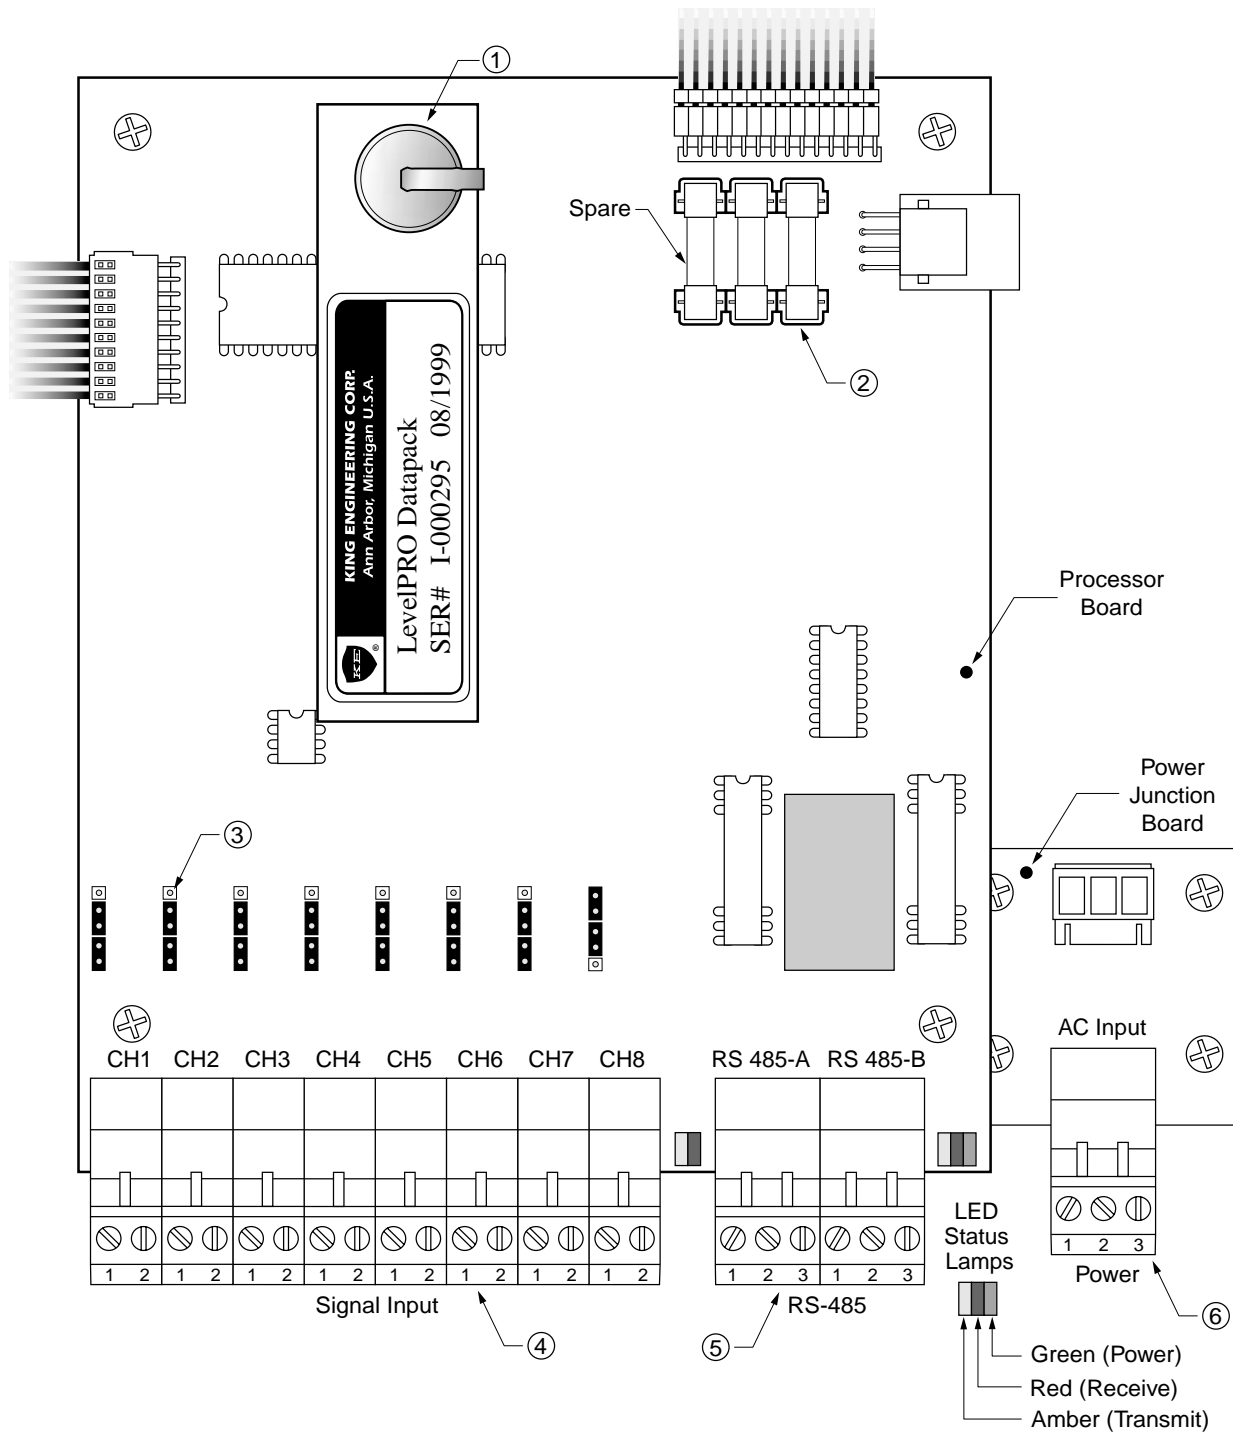 1
Spare
2
KING ENGINEERING CORP.
Ann Arbor, Michigan U.S.A.
KE
®
LevelPRO Datapack
SER# I-000295 08/1999
Processor
Board
Power
Junction
Board
3
AC Input
CH1 CH2 CH3 CH4 CH5 CH6 CH7 CH8 RS 485-A RS 485-B
LED
Status
Lamps
1 2 3
Power
1 2 1 2 1 2 1 2 1 2 1 2 1 2 1 2 1 2 3 1 2 3
Signal Input
RS-485
4
5
6
Green (Power)
Red (Receive)
Amber (Transmit)